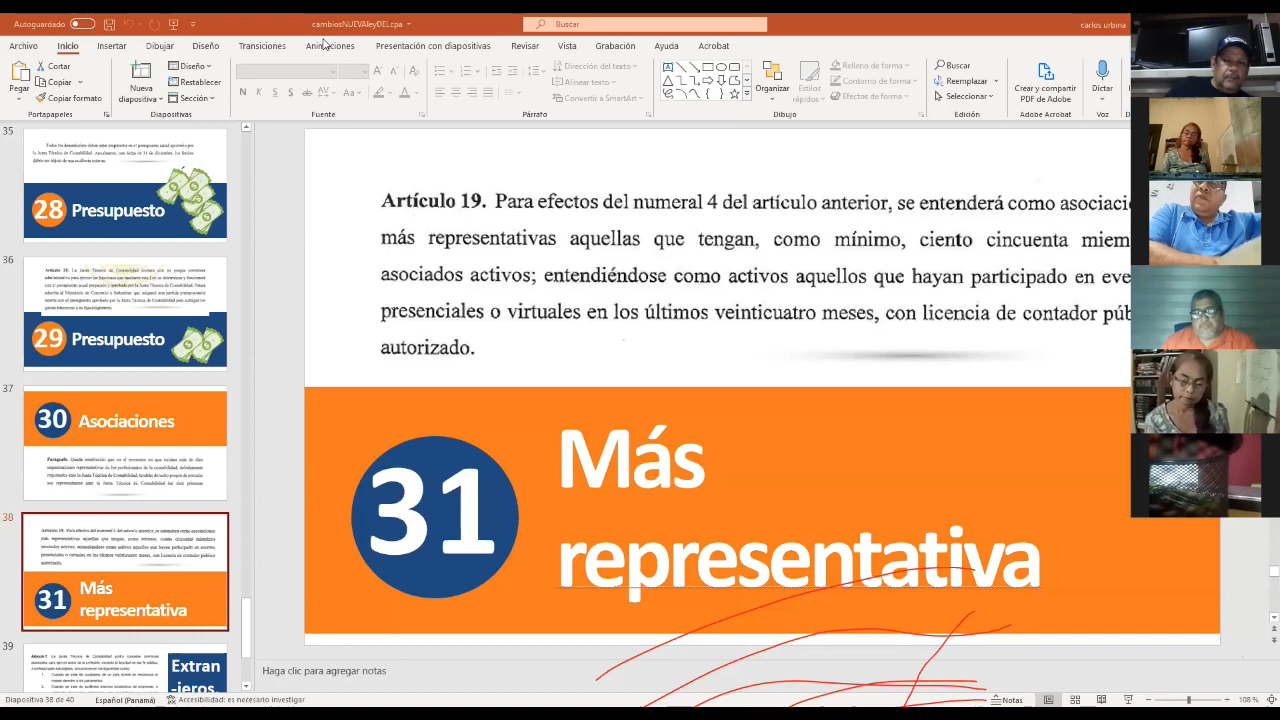 Autoguardado
cambiosNUEVAleyDEL.cpa
Buscar
carlos urbina
Archivo Inicio Insertar Dibujar Diseño Transiciones Animaciones Presentación con diapositivas Revisar Vista Grabación Ayuda Acrobat
Pegar
Cortar
Copiar
Copiar formato
Portapapeles
Nueva
diapositiva
Diseño
Restablecer
Sección
Diapositivas
N K S
Aa
Fuente
Dirección del texto
Alinear texto
Convertir a SmartArt
Párrafo
Organizar
Estilos
rápidos
Relleno de forma
Contorno de forma
Efectos de forma
Dibujo
Buscar
Reemplazar
Seleccionar
Edición
Crear y compartir
PDF de Adobe
Adobe Acrobat
Dictar
Voz
35
28 Presupuesto
36
29 Presupuesto
37
30 Asociaciones
38
31
Más
representativa
39
Extran
-jeros.
Artículo 19. Para efectos del numeral 4 del artículo anterior, se entenderá como asociaci
más representativas aquellas que tengan, como mínimo, ciento cincuenta miem
asociados activos; entendiéndose como activos aquellos que hayan participado en eve
presenciales o virtuales en los últimos veinticuatro meses, con licencia de contador púb
autorizado.
31
Más
representativa
Haga clic para agregar notas
Diapositiva 38 de 40
Español (Panamá)
Accesibilidad: es necesario investigar
Notas
108 %